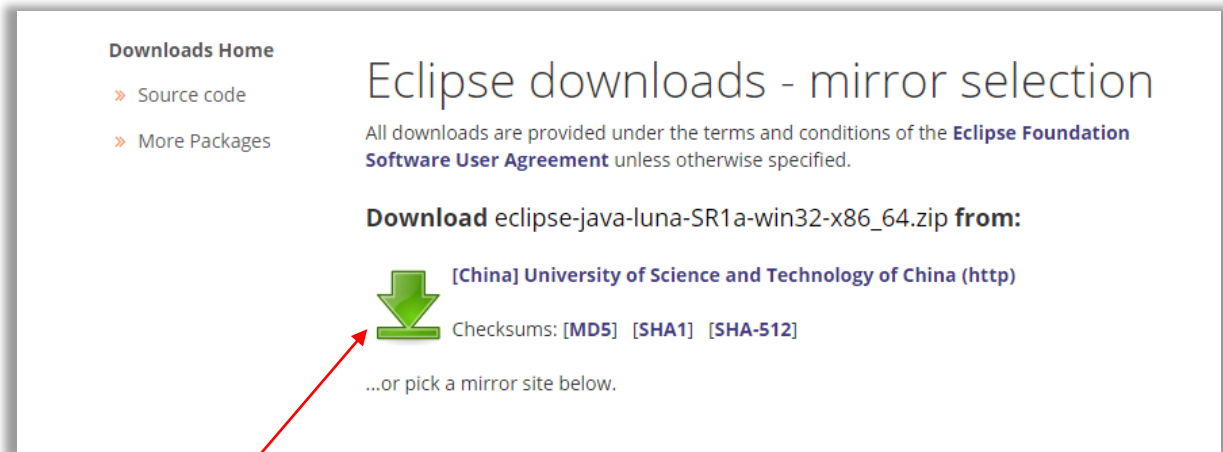 Downloads Home
» Source code
» More Packages
Eclipse downloads - mirror selection
All downloads are provided under the terms and conditions of the Eclipse Foundation
Software User Agreement unless otherwise specified.
Download eclipse-java-luna-SR1a-win32-x86_64.zip from:
[China] University of Science and Technology of China (http)
Checksums: [MD5] [SHA1] [SHA-512]
...or pick a mirror site below.